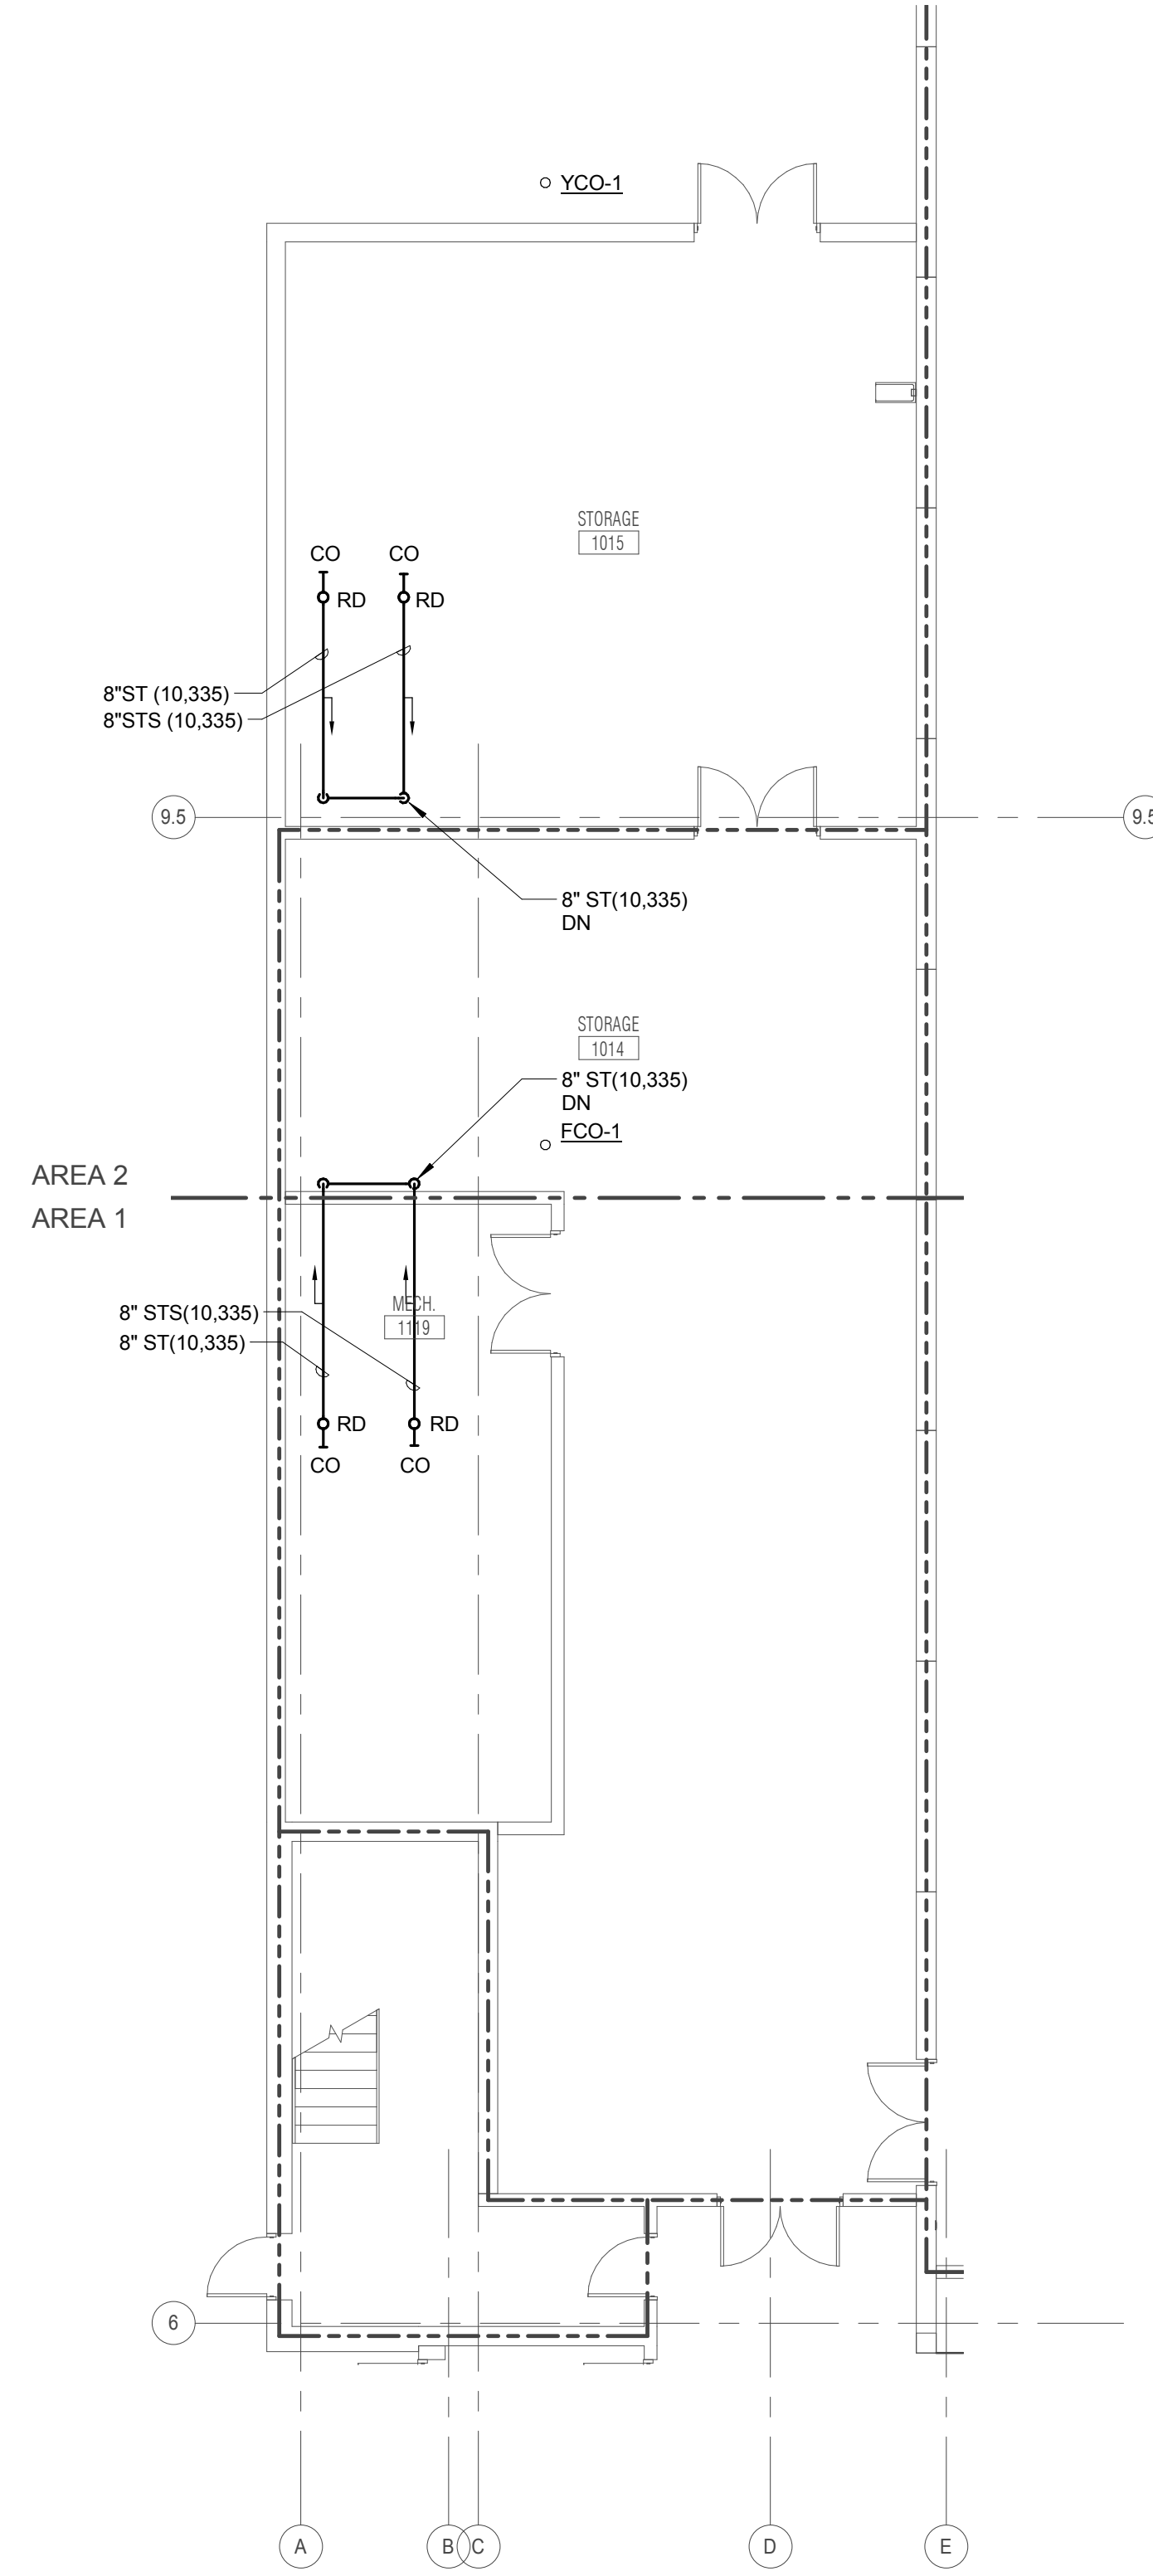 YCO-1
STORAGE
1015
CO
CO
RD
RD
8"ST (10,335)
8"STS (10,335)
9.5
9.5
8" ST(10,335)
DN
STORAGE
1014
8" ST(10,335)
DN
FCO-1
AREA 2
AREA 1
MECH.
1119
8" STS(10,335)
8" ST(10,335)
RD
RD
CO
CO
6
A
B
C
D
E